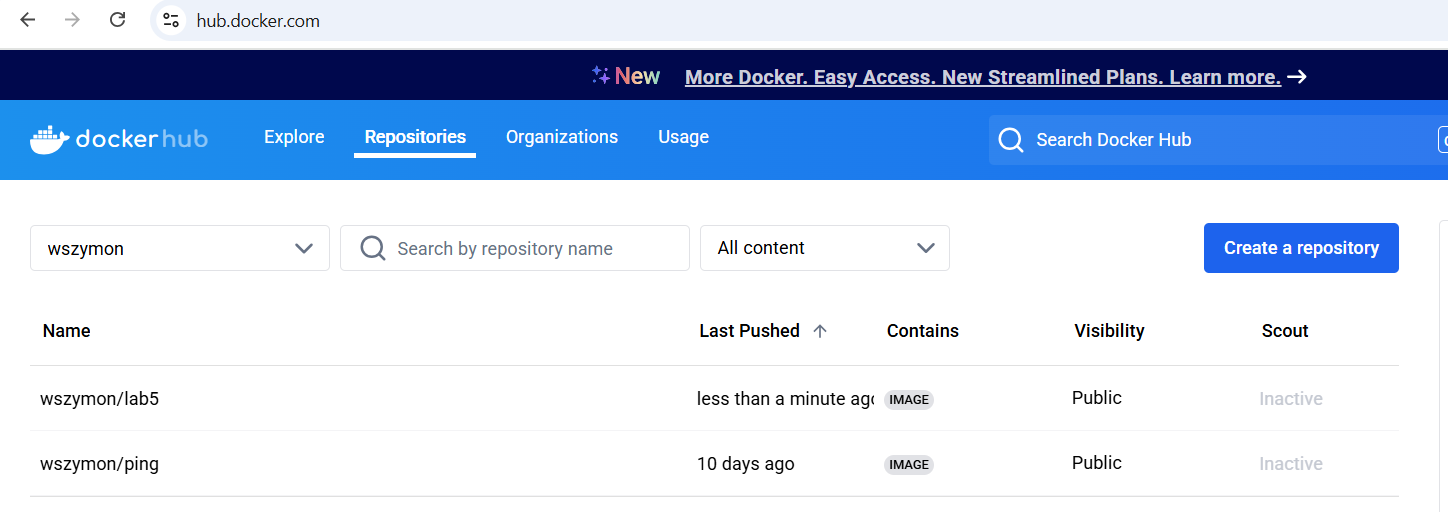 hub.docker.com
New More Docker. Easy Access. New Streamlined Plans. Learn more.
docker hub Explore Repositories Organizations Usage Search Docker Hub
wszymon Search by repository name All content Create a repository
Name Last Pushed Contains Visibility Scout
wszymon/lab5 less than a minute ago IMAGE Public Inactive
wszymon/ping 10 days ago IMAGE Public Inactive